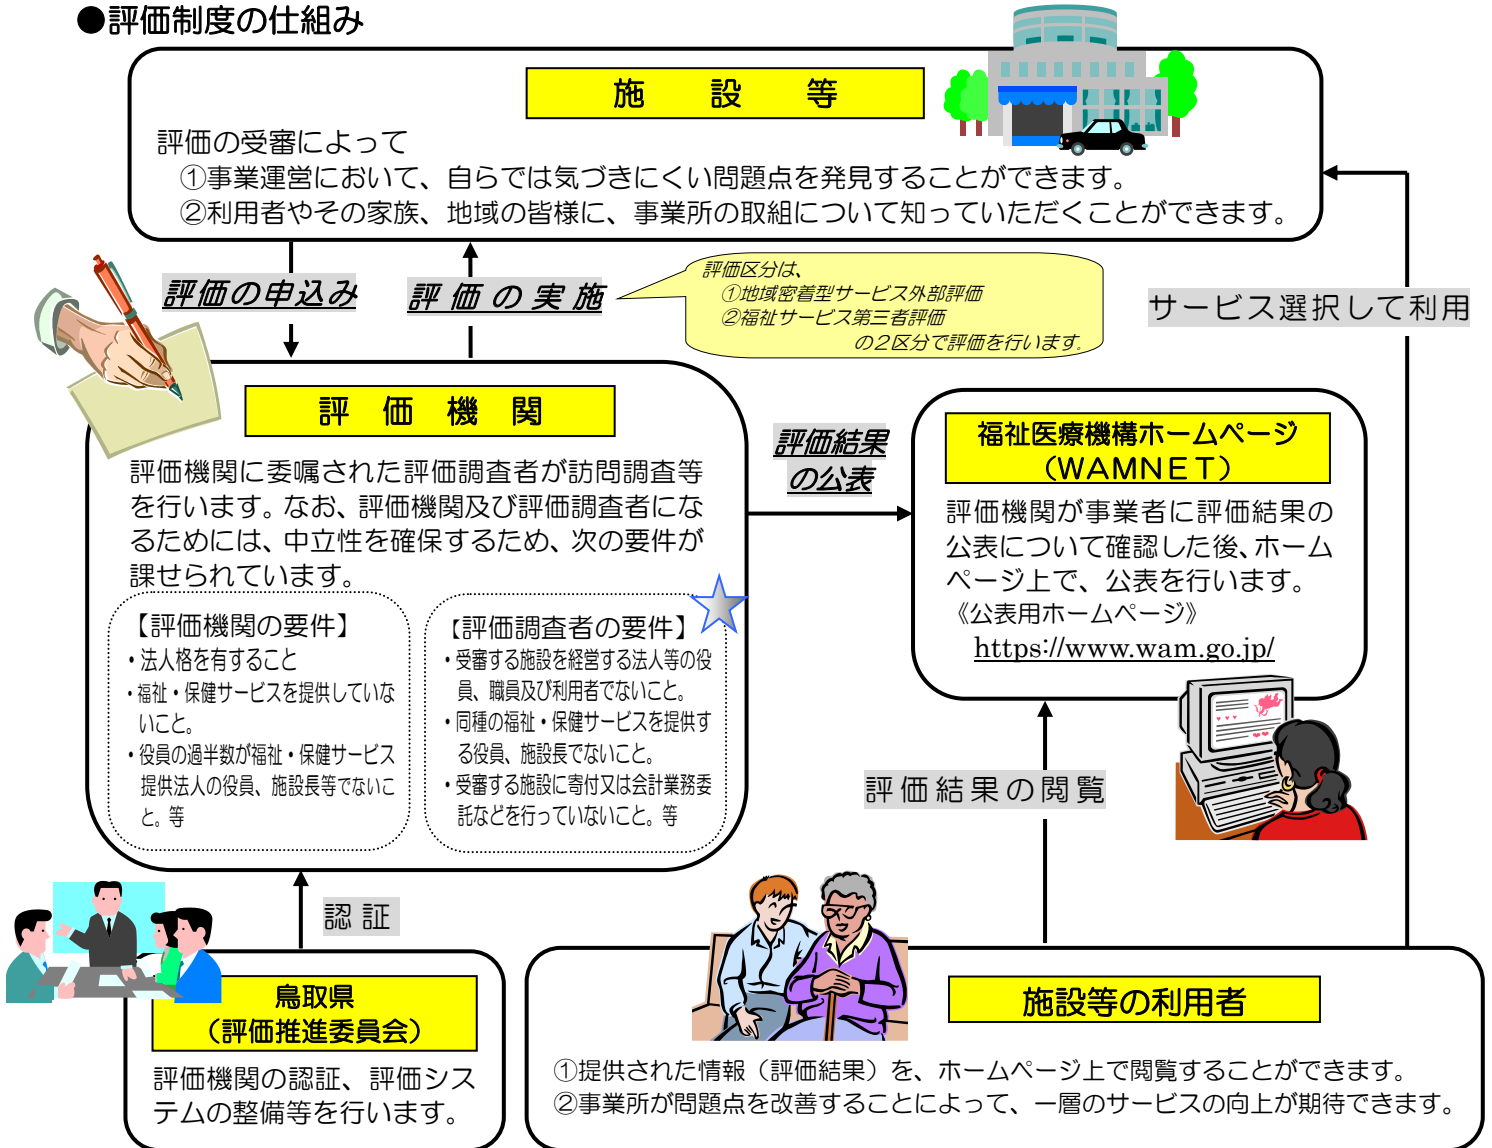 ●評価制度の仕組み
施設等
評価の受審によって
①事業運営において、自らでは気づきにくい問題点を発見することができます。
②利用者やその家族、地域の皆様に、事業所の取組について知っていただくことができます。
評価の申込み
評価の実施
評価区分は、
①地域密着型サービス外部評価
②福祉サービス第三者評価
の2区分で評価を行います。
サービス選択して利用
評価機関
評価機関に委嘱された評価調査者が訪問調査等
を行います。なお、評価機関及び評価調査者にな
るためには、中立性を確保するため、次の要件が
課せられています。
【評価機関の要件】
・法人格を有すること
・福祉・保健サービスを提供していな
いこと。
・役員の過半数が福祉・保健サービス
提供法人の役員、施設長等でないこ
と。等
【評価調査者の要件】
・受審する施設を経営する法人等の役
員、職員及び利用者でないこと。
・同種の福祉・保健サービスを提供す
る役員、施設長でないこと。
・受審する施設に寄付又は会計業務委
託などを行っていないこと。等
評価結果
の公表
福祉医療機構ホームページ
（WAMNET）
評価機関が事業者に評価結果の
公表について確認した後、ホーム
ページ上で、公表を行います。
《公表用ホームページ》
https://www.wam.go.jp/
評価結果の閲覧
認証
鳥取県
（評価推進委員会）
評価機関の認証、評価シス
テムの整備等を行います。
施設等の利用者
①提供された情報（評価結果）を、ホームページ上で閲覧することができます。
②事業所が問題点を改善することによって、一層のサービスの向上が期待できます。